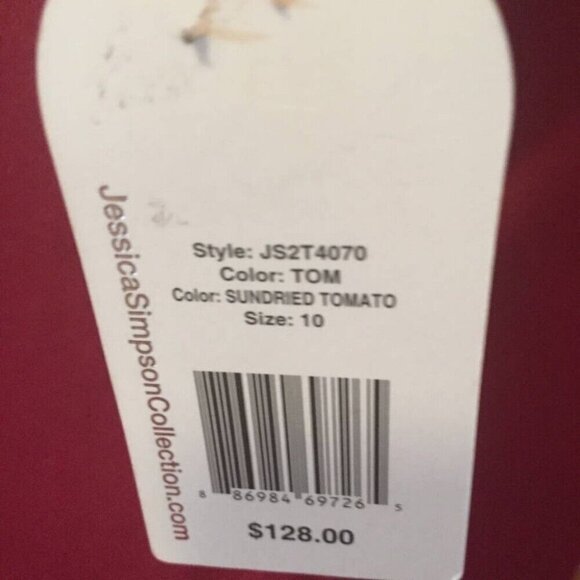 JessicaSimpsonCollection.com
Style: JS2T4070
Color: TOM
Color: SUNDRIED TOMATO
Size: 10
8 86984 69726 5
$128.00